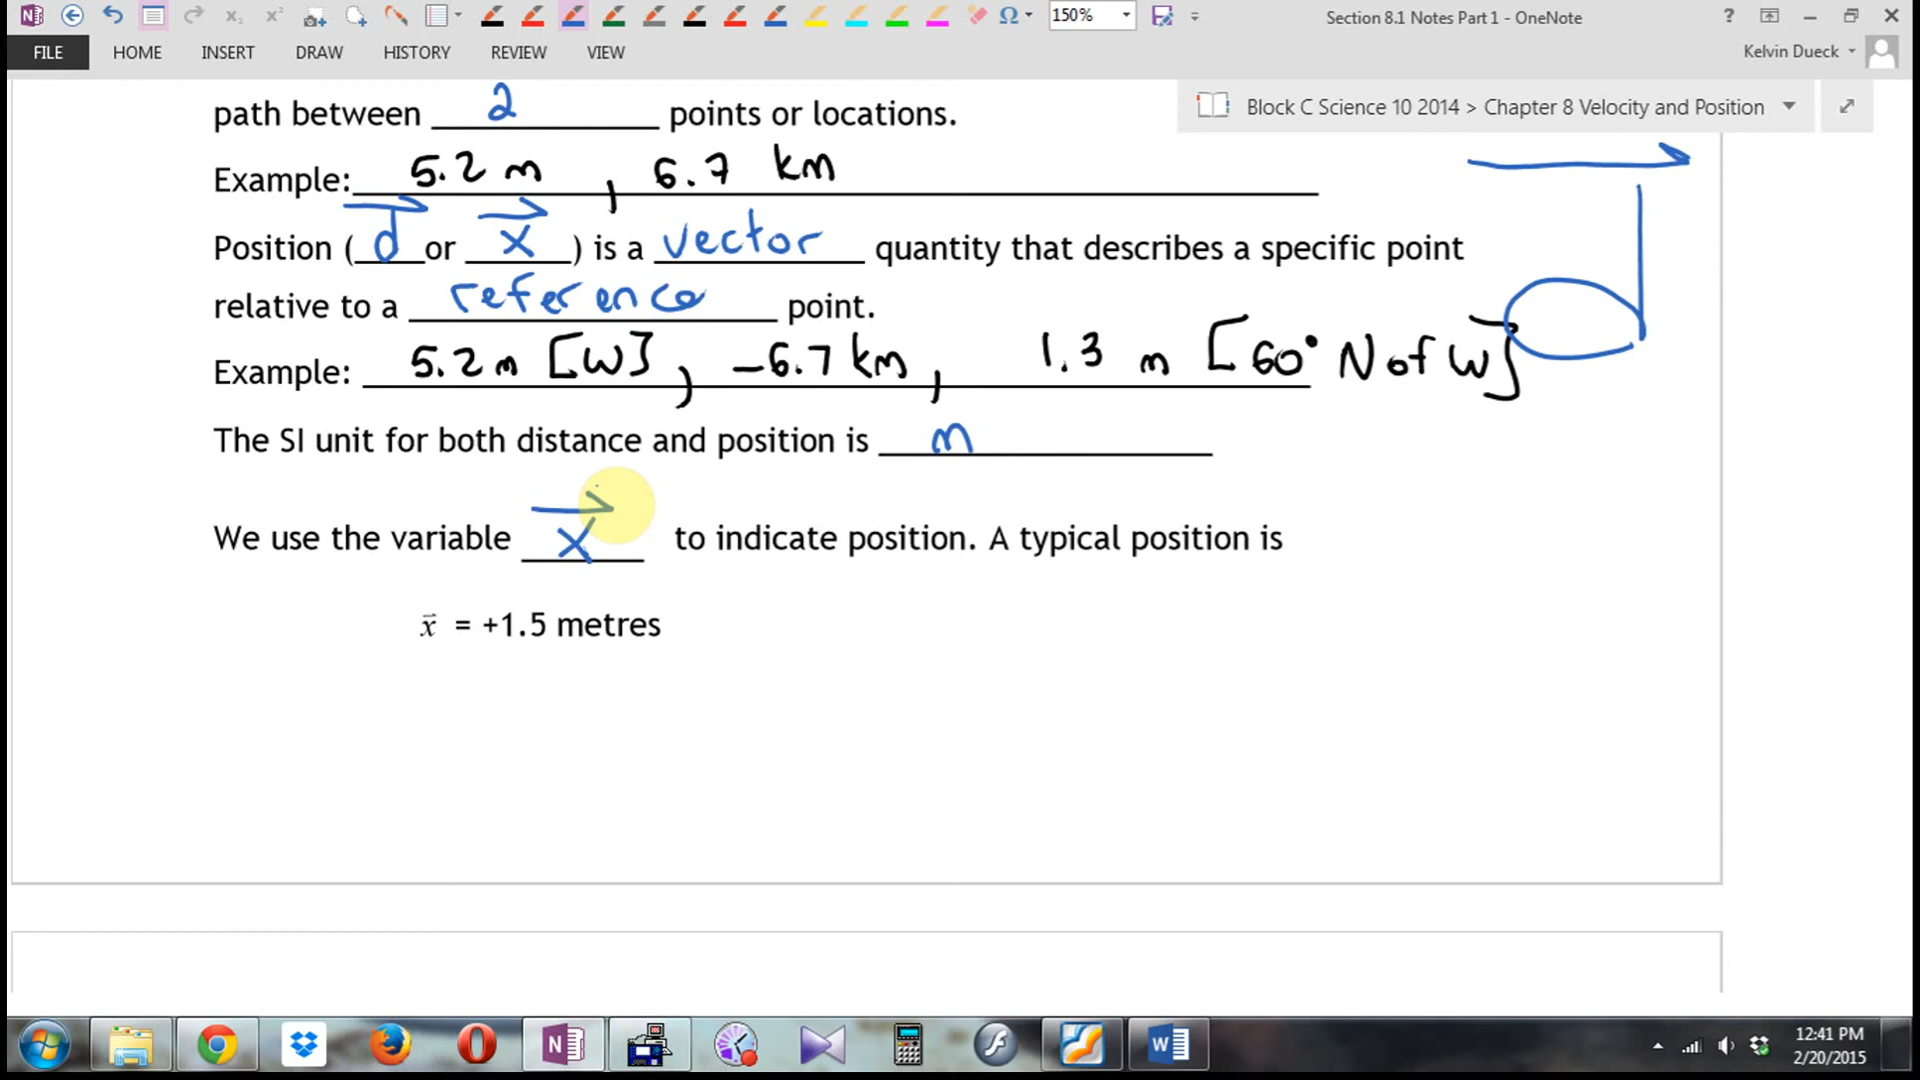 150%
Section 8.1 Notes Part 1 - OneNote
?
FILE HOME INSERT DRAW HISTORY REVIEW VIEW
Kelvin Dueck
Block C Science 10 2014 > Chapter 8 Velocity and Position
path between 2 points or locations.
Example: 5.2 m , 6.7 km
Position (d or x) is a vector quantity that describes a specific point
relative to a reference point.
Example: 5.2 m [W] , -6.7 km , 1.3 m [60° N of W]
The SI unit for both distance and position is m
We use the variable x to indicate position. A typical position is
x⃗ = +1.5 metres
d
12:41 PM
2/20/2015